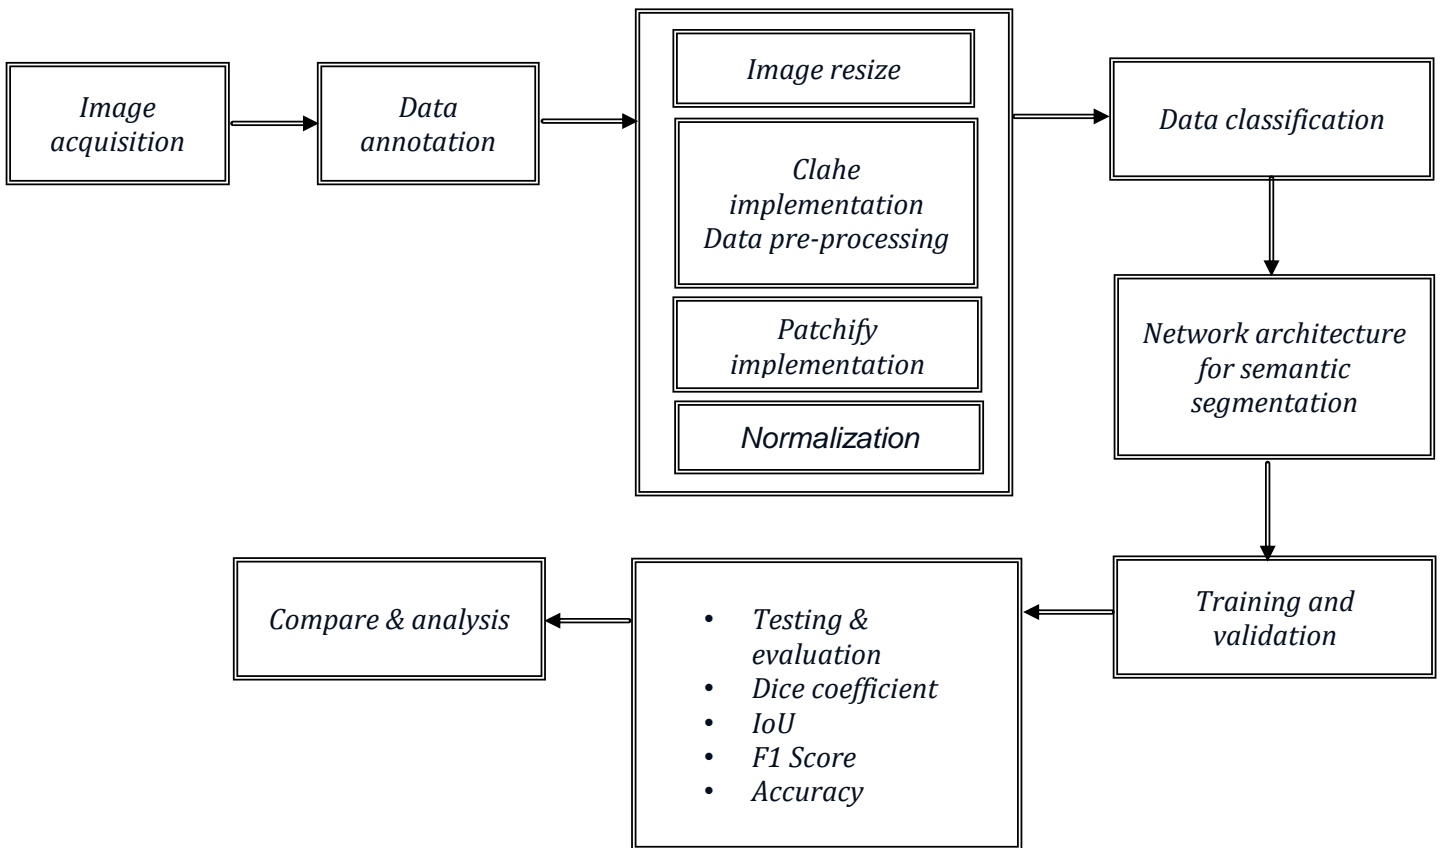 Image
acquisition
Data
annotation
Image resize
Clahe
implementation
Data pre-processing
Patchify
implementation
Normalization
Data classification
Network architecture
for semantic
segmentation
Training and
validation
• Testing &
evaluation
• Dice coefficient
• IoU
• F1 Score
• Accuracy
Compare & analysis